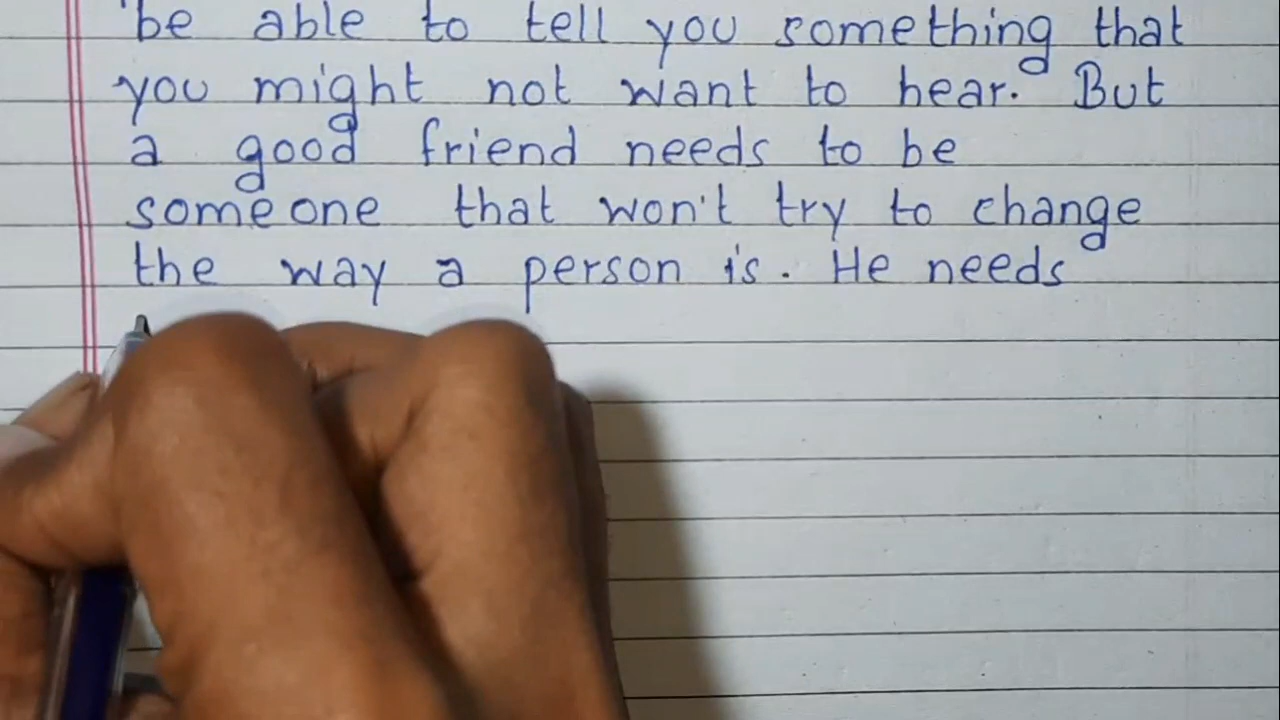 be able to tell you something that
you might not want to hear. But
a good friend needs to be
someone that won't try to change
the way a person is. He needs